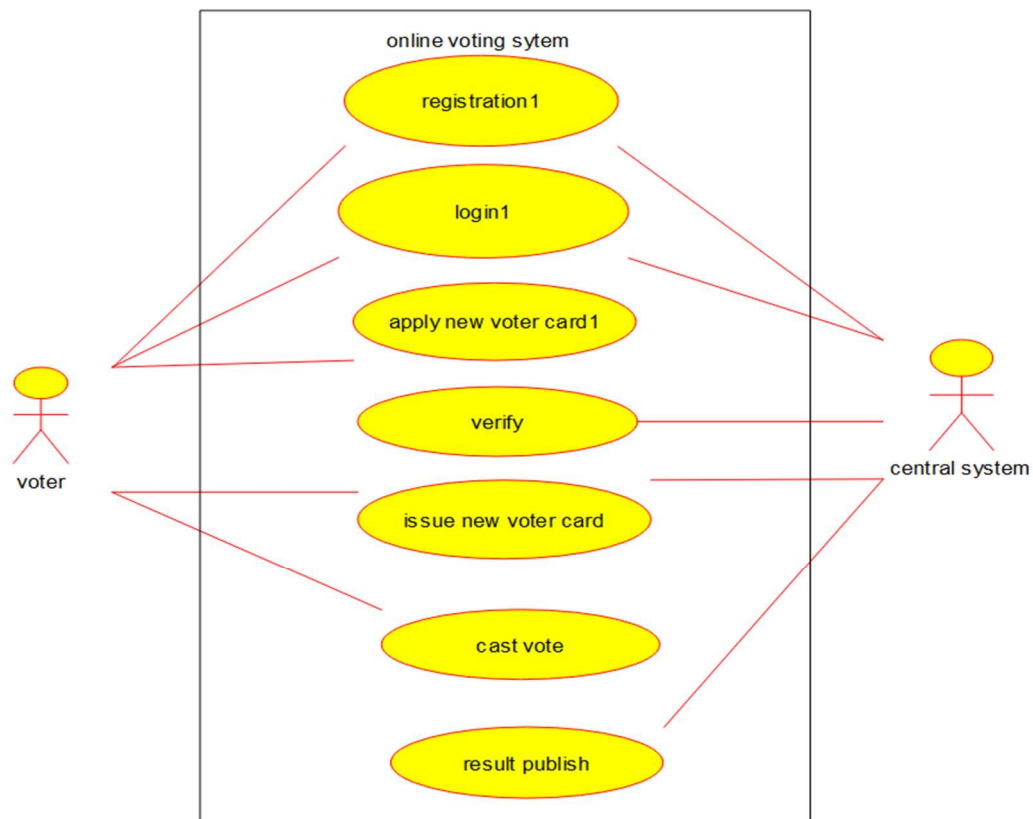 online voting sytem
registration1
login1
apply new voter card1
verify
voter
central system
issue new voter card
cast vote
result publish